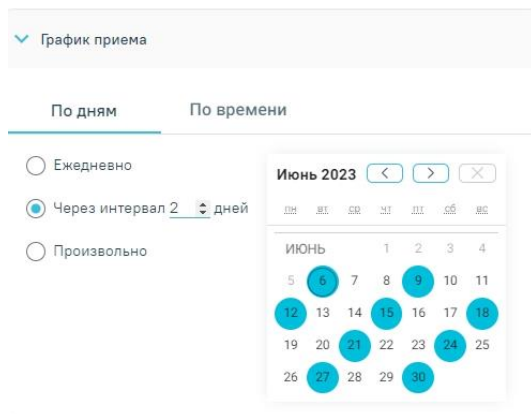 График приема
По дням По времени
Ежедневно
Через интервал 2 дней
Произвольно
Июнь 2023
пн вт ср чт пт сб вс
ИЮНЬ 1 2 3 4
5 6 7 8 9 10 11
12 13 14 15 16 17 18
19 20 21 22 23 24 25
26 27 28 29 30